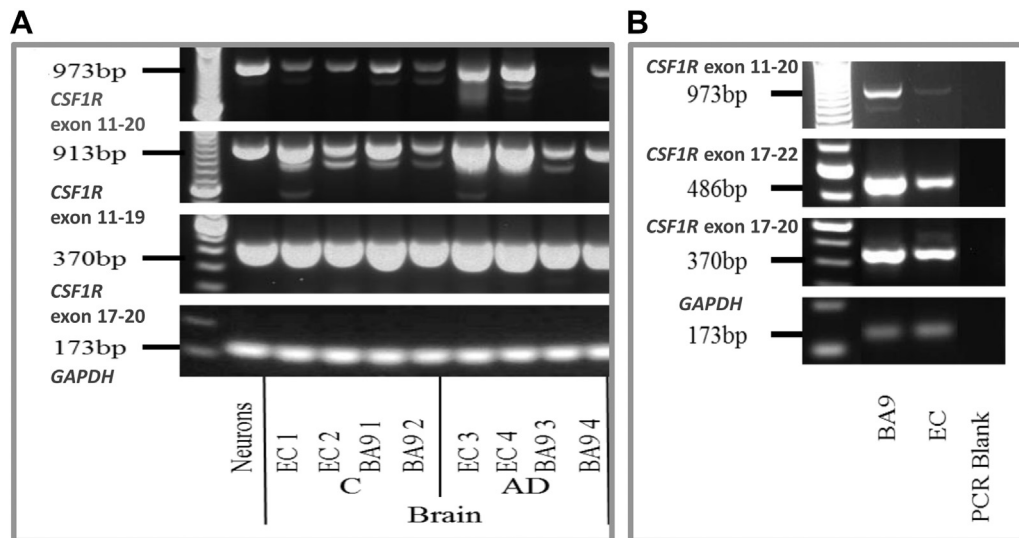 A
973bp
CSF1R
exon 11-20
913bp
CSF1R
exon 11-19
370bp
CSF1R
exon 17-20
173bp
GAPDH
Neurons
EC 1
EC 2
BA9 1
BA9 2
EC 3
EC 4
BA9 3
BA9 4
C
AD
Brain
B
CSF1R exon 11-20
973bp
CSF1R exon 17-22
486bp
CSF1R exon 17-20
370bp
GAPDH
173bp
BA9
EC
PCR Blank